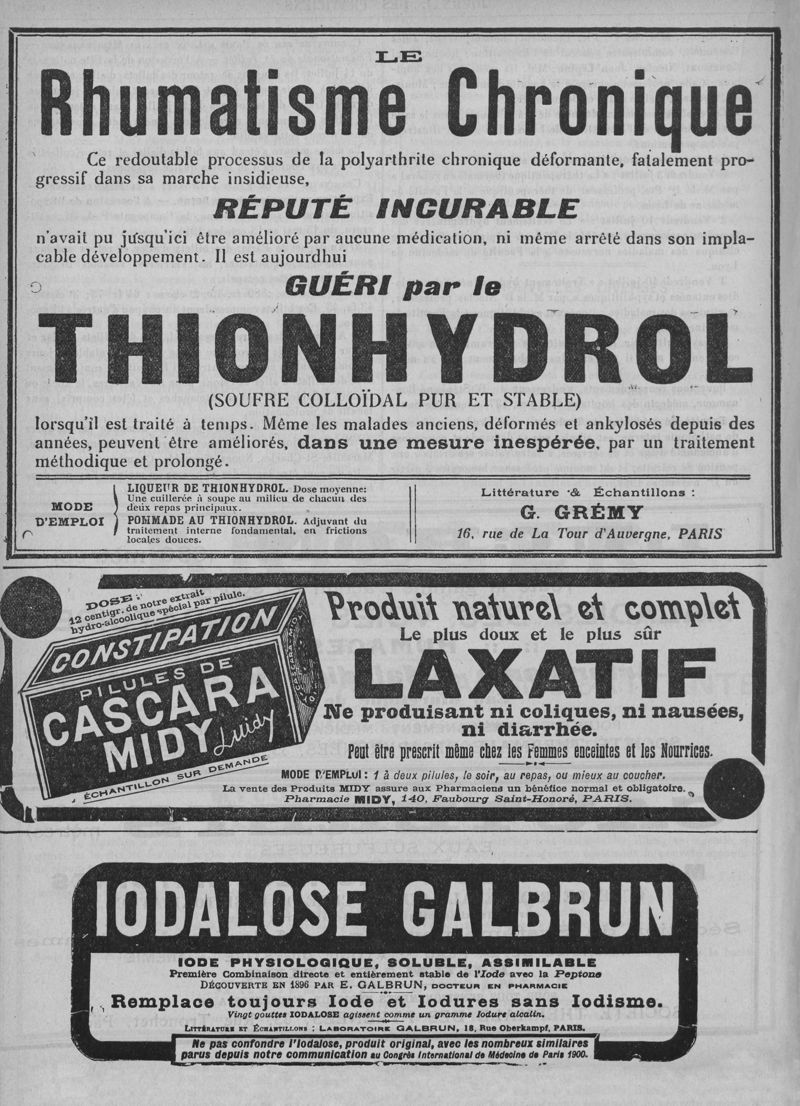 LE
Rhumatisme Chronique
Ce redoutable processus de la polyarthrite chronique déformante, fatalement pro-
gressif dans sa marche insidieuse,
RÉPUTÉ INCURABLE
n'avait pu jusqu'ici être amélioré par aucune médication, ni même arrêté dans son impla-
cable développement. Il est aujourd'hui
GUÉRI par le
THIONHYDROL
(SOUFRE COLLOÏDAL PUR ET STABLE)
lorsqu'il est traité à temps. Même les malades anciens, déformés et ankylosés depuis des
années, peuvent être améliorés, dans une mesure inespérée, par un traitement
méthodique et prolongé.
MODE
D'EMPLOI
LIQUEUR DE THIONHYDROL. Dose moyenne:
Une cuillerée à soupe au milieu de chacun des
deux repas principaux.
POMMADE AU THIONHYDROL. Adjuvant du
traitement interne fondamental, en frictions
locales douces.
Littérature & Échantillons :
G. GRÉMY
16, rue de La Tour d'Auvergne, PARIS
DOSE :
12 centigr. de notre extrait
hydro-alcoolique spécial par pilule.
CONSTIPATION
PILULES DE
CASCARA
MIDY
Midy
ÉCHANTILLON SUR DEMANDE
Produit naturel et complet
Le plus doux et le plus sûr
LAXATIF
Ne produisant ni coliques, ni nausées,
ni diarrhée.
Peut être prescrit même chez les Femmes enceintes et les Nourrices.
MODE D'EMPLOI : 1 à deux pilules, le soir, au repas, ou mieux au coucher.
La vente des Produits MIDY assure aux Pharmaciens un bénéfice normal et obligatoire.
Pharmacie MIDY, 140, Faubourg Saint-Honoré, PARIS.
IODALOSE GALBRUN
IODE PHYSIOLOGIQUE, SOLUBLE, ASSIMILABLE
Première Combinaison directe et entièrement stable de l'Iode avec la Peptone
DÉCOUVERTE EN 1896 PAR E. GALBRUN, DOCTEUR EN PHARMACIE
Remplace toujours Iode et Iodures sans Iodisme.
Vingt gouttes IODALOSE agissent comme un gramme Iodure alcalin.
LITTÉRATURE ET ÉCHANTILLONS : LABORATOIRE GALBRUN, 18, Rue Oberkampf, PARIS.
Ne pas confondre l'Iodalose, produit original, avec les nombreux similaires
parus depuis notre communication au Congrès International de Médecine de Paris 1900.